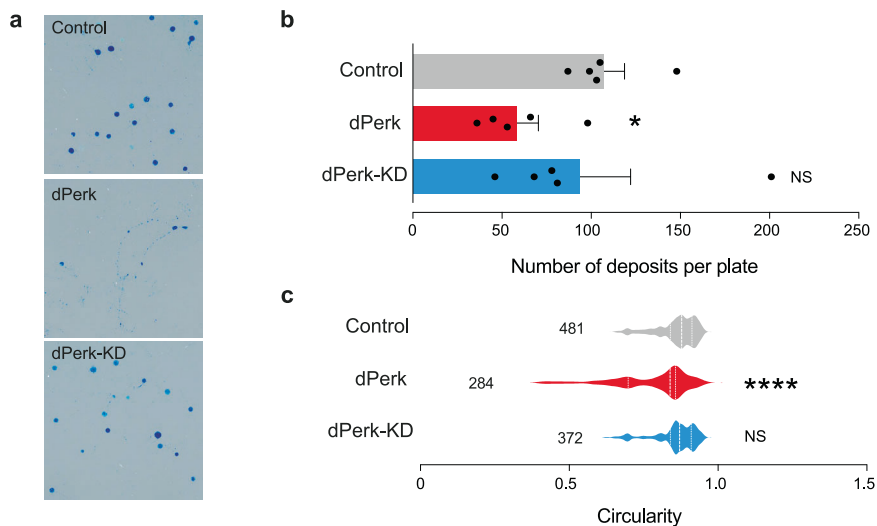 a
Control
dPerk
dPerk-KD
b
Control
dPerk
*
dPerk-KD
NS
0 50 100 150 200 250
Number of deposits per plate
c
Control
481
dPerk
284
****
dPerk-KD
372
NS
0 0.5 1.0 1.5
Circularity